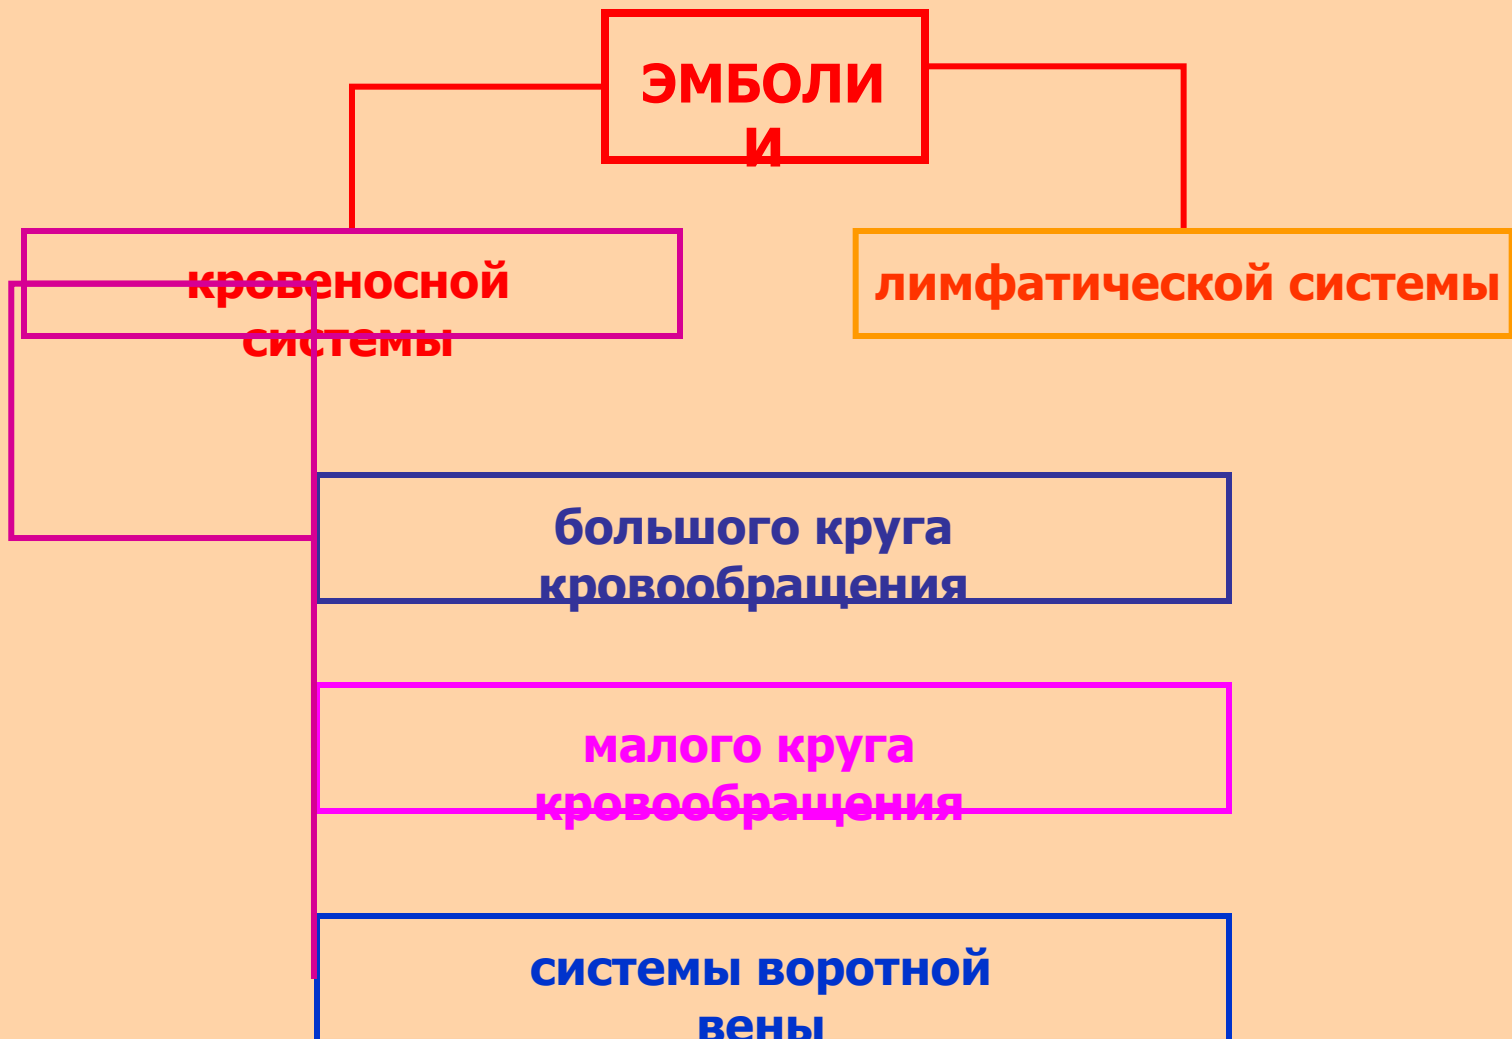 ЭМБОЛИ
И
кровеносной
системы
лимфатической системы
большого круга
кровообращения
малого круга
кровообращения
системы воротной
вены